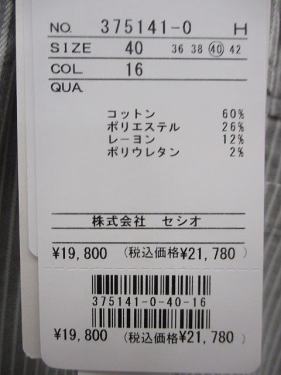 NO. 375141-0 H
SIZE 40 36 38 40 42
COL. 16
QUA.
コットン 60%
ポリエステル 26%
レーヨン 12%
ポリウレタン 2%
株式会社 セシオ
¥19,800 (税込価格¥21,780)
375141-0-40-16
¥19,800 (税込価格¥21,780)